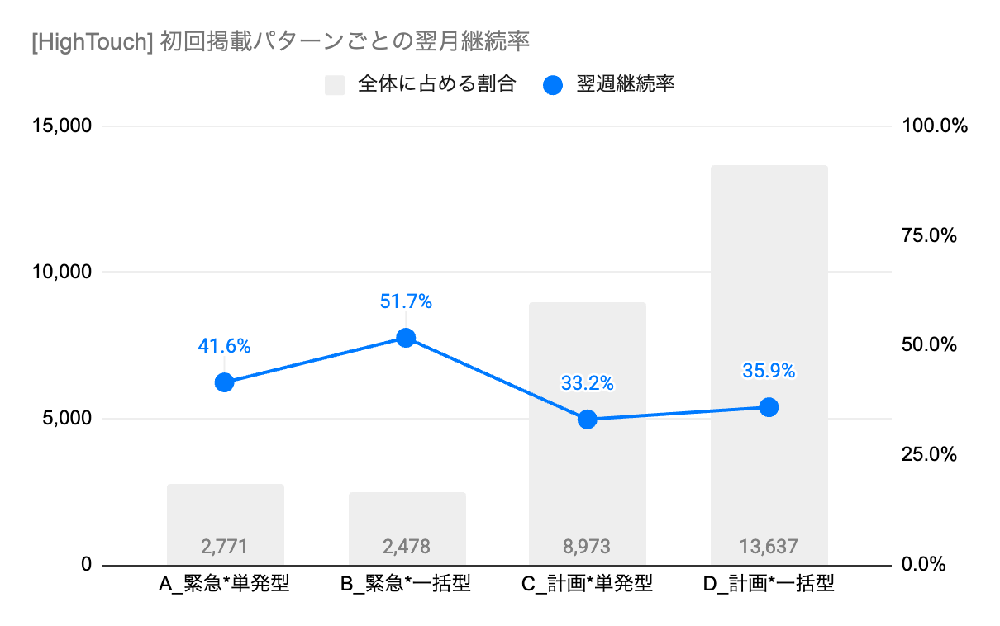 [HighTouch] 初回掲載パターンごとの翌月継続率
全体に占める割合 翌週継続率
15,000 100.0%
75.0%
10,000
51.7%
41.6% 50.0%
35.9%
33.2%
5,000
25.0%
2,771 2,478 8,973 13,637
0 0.0%
A_緊急*単発型 B_緊急*一括型 C_計画*単発型 D_計画*一括型